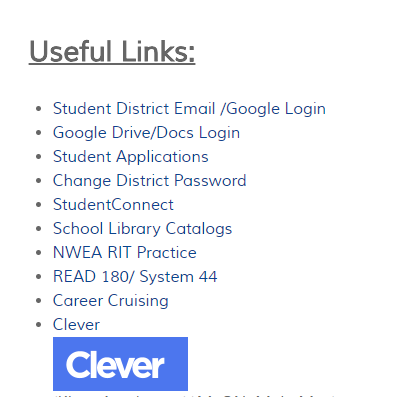 Useful Links:
Student District Email /Google Login
Google Drive/Docs Login
Student Applications
Change District Password
StudentConnect
School Library Catalogs
NWEA RIT Practice
READ 180/ System 44
Career Cruising
Clever
Clever